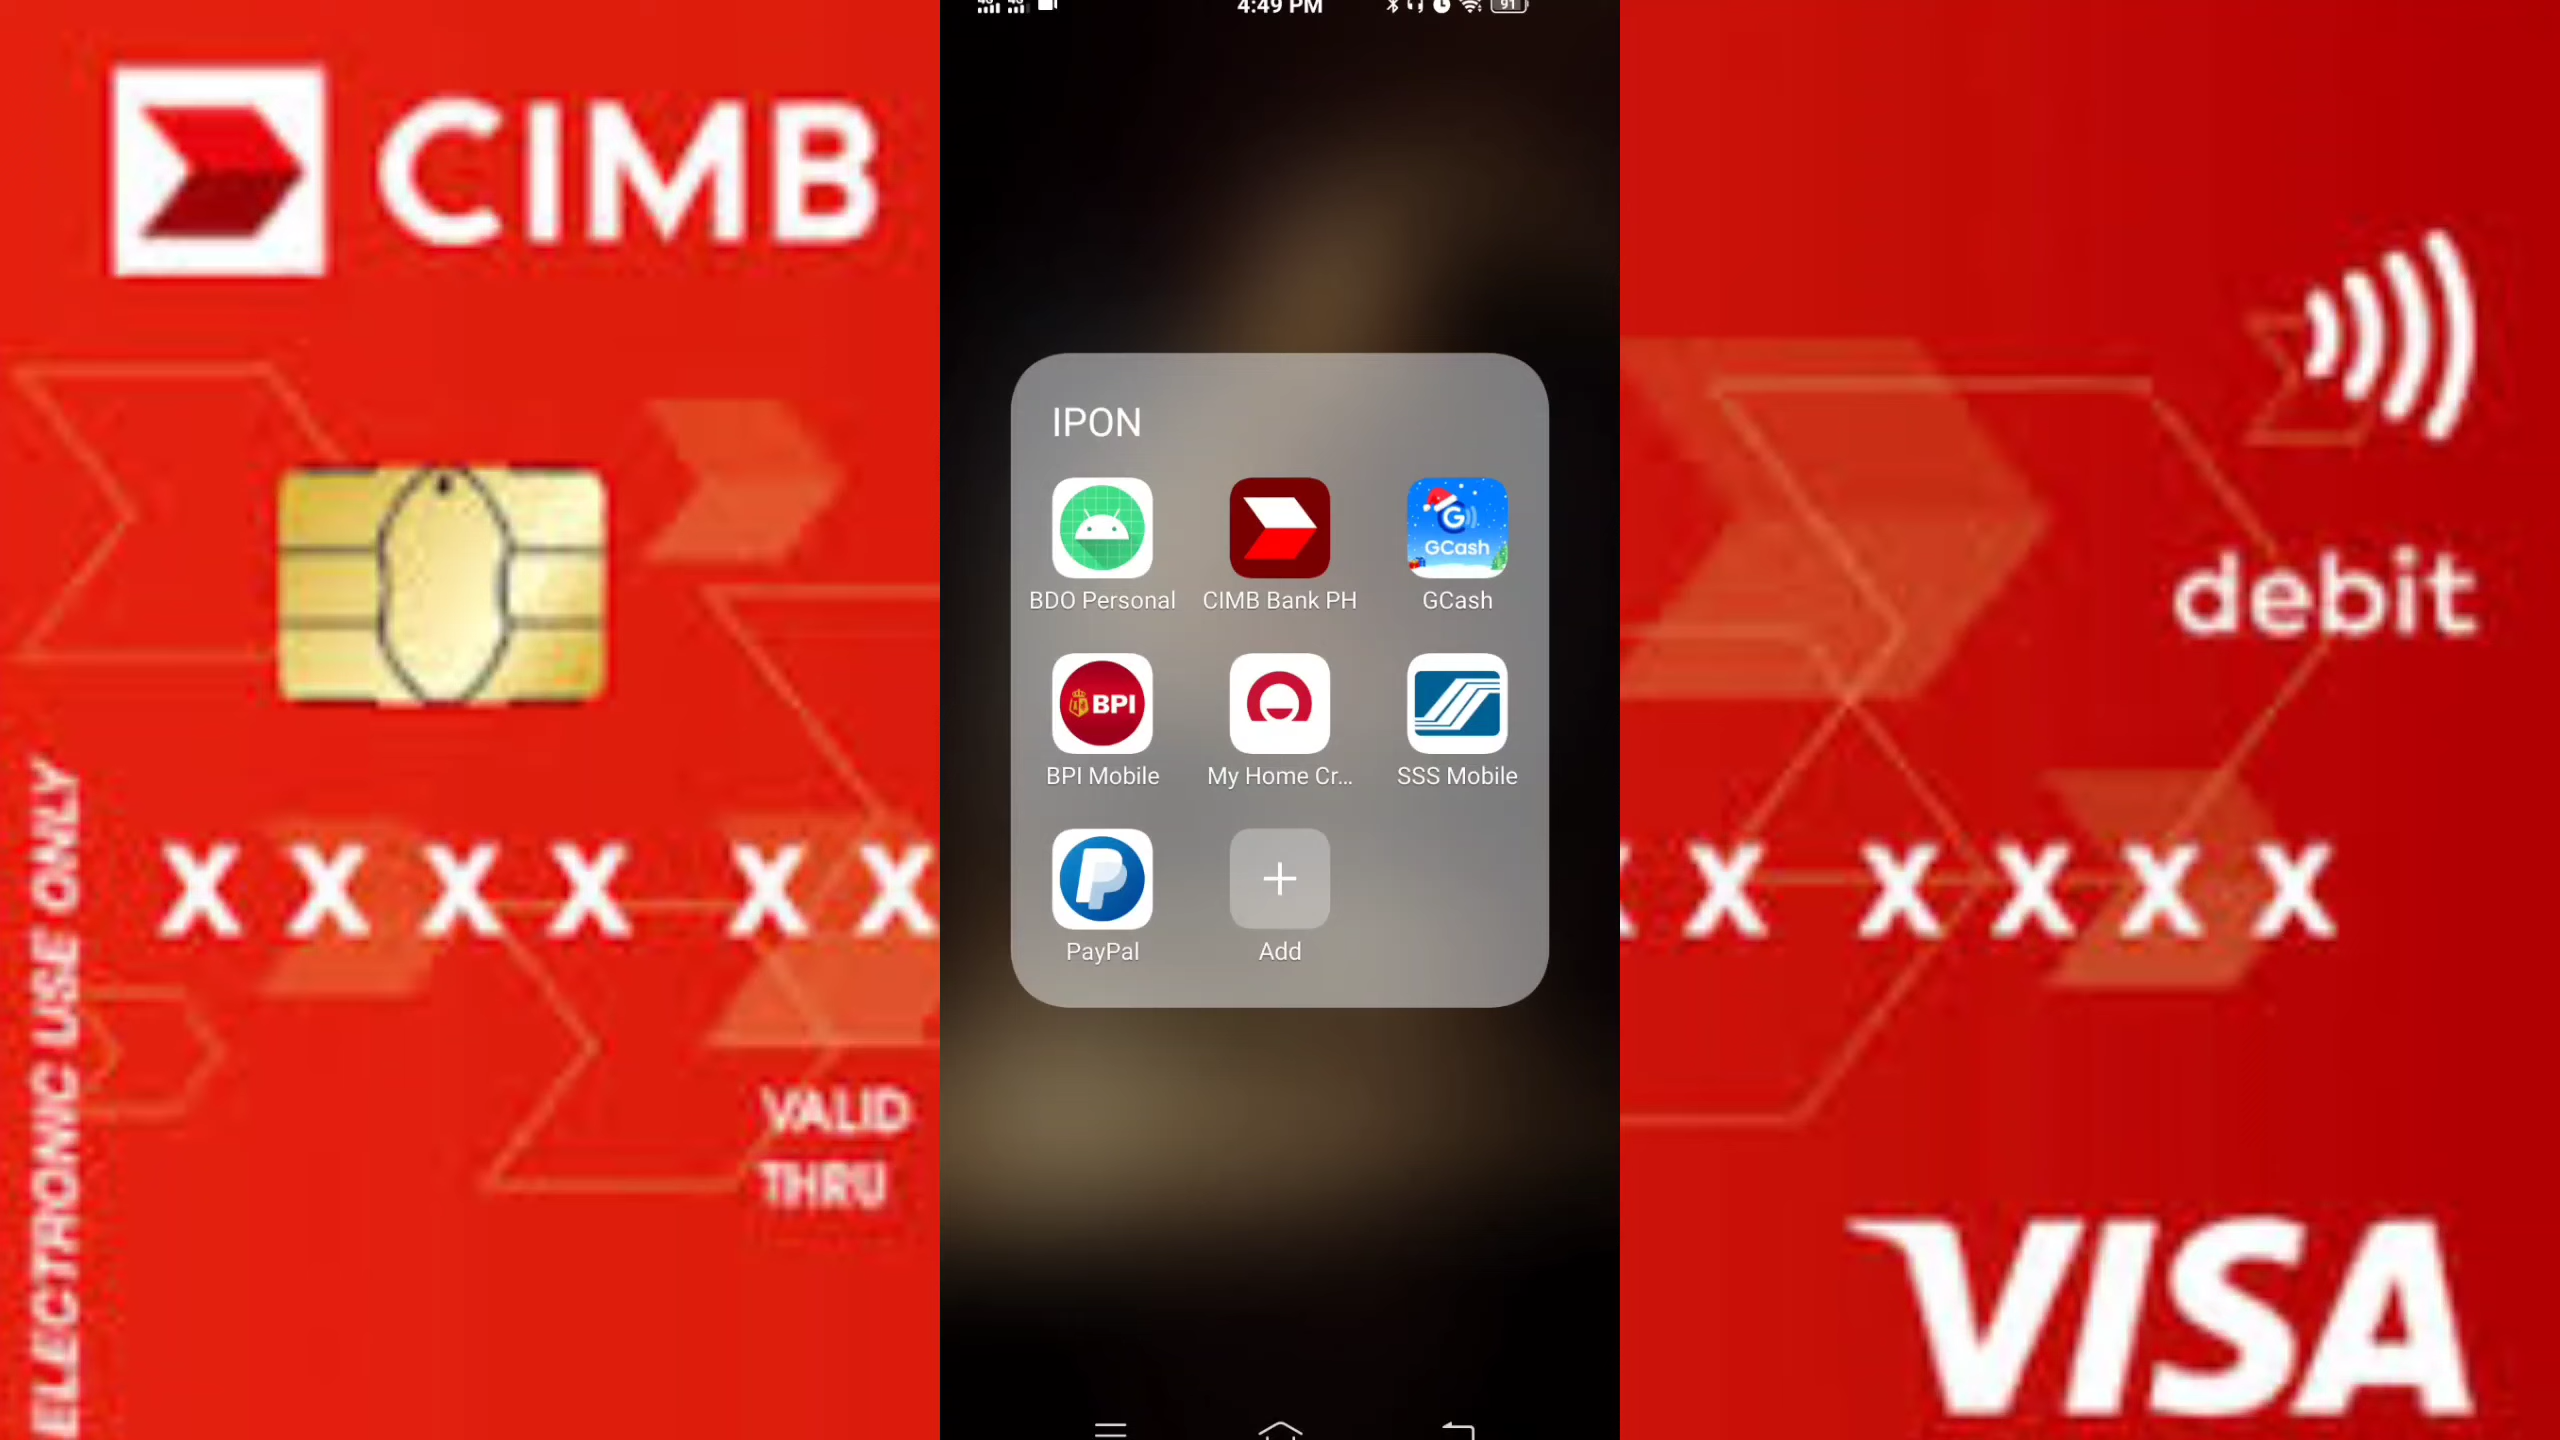 CIMB
ELECTRONIC USE ONLY
X X X X X X
VALID
THRU
4:49 PM
91
IPON
BDO Personal
CIMB Bank PH
G
GCash
GCash
BPI
BPI Mobile
My Home Cr...
SSS Mobile
PayPal
Add
debit
X X X X X
VISA